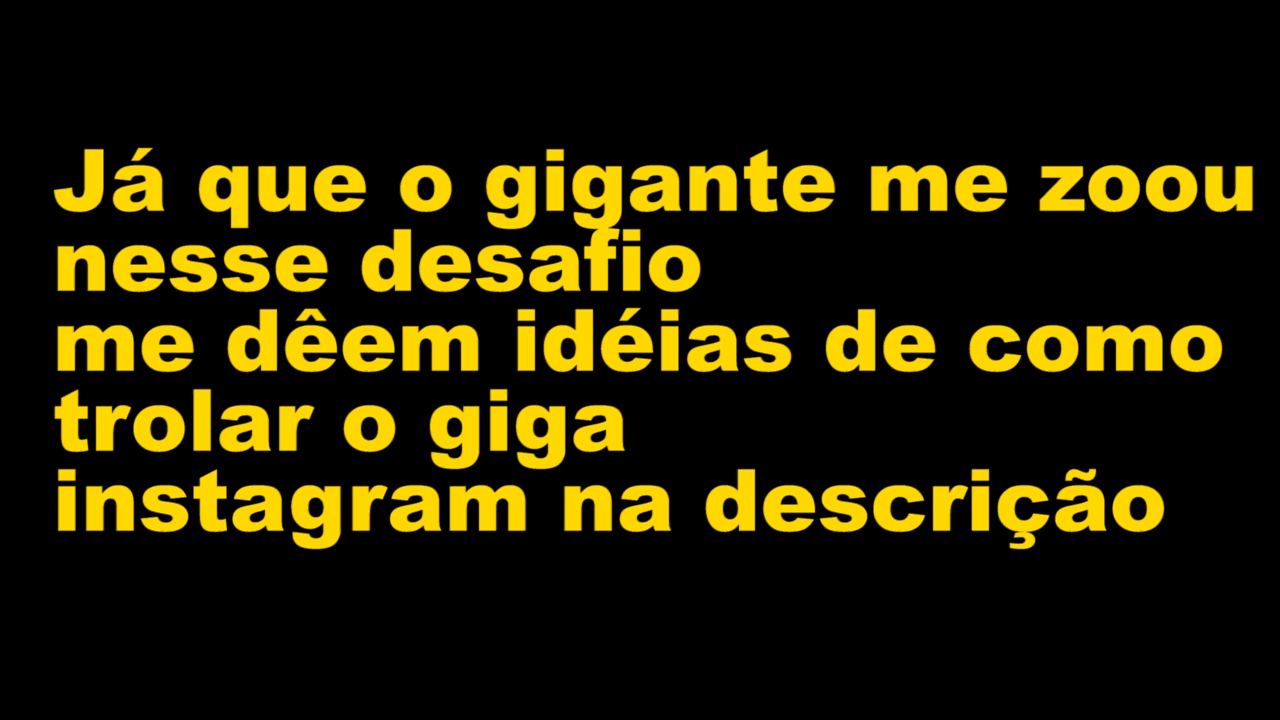 Já que o gigante me zoou
nesse desafio
me dêem idéias de como
trolar o giga
instagram na descrição